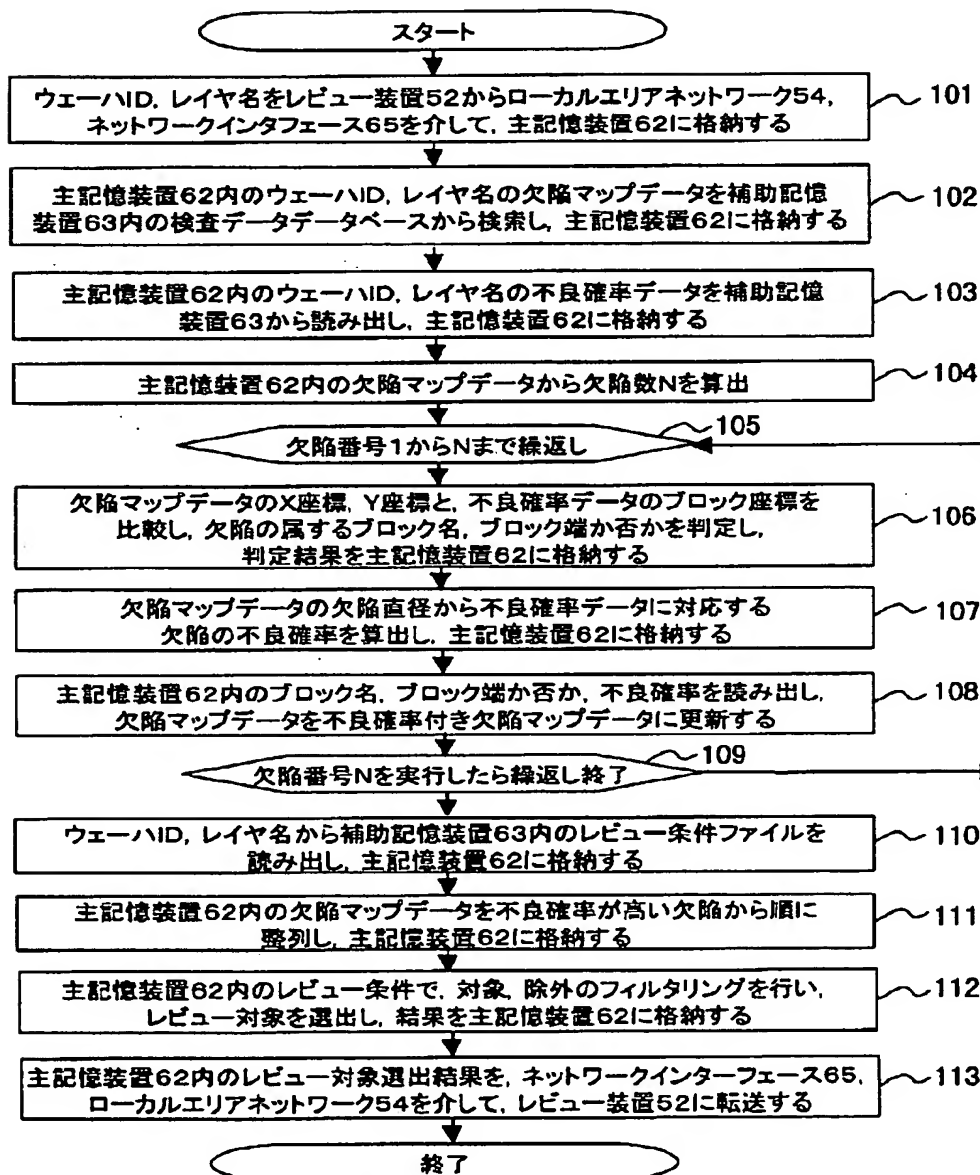 スタート
ウェーハID, レイヤ名をレビュー装置52からローカルエリアネットワーク54,
ネットワークインタフェース65を介して, 主記憶装置62に格納する
101
主記憶装置62内のウェーハID, レイヤ名の欠陥マップデータを補助記憶
装置63内の検査データデータベースから検索し, 主記憶装置62に格納する
102
主記憶装置62内のウェーハID, レイヤ名の不良確率データを補助記憶
装置63から読み出し, 主記憶装置62に格納する
103
主記憶装置62内の欠陥マップデータから欠陥数Nを算出
104
欠陥番号1からNまで繰返し
105
欠陥マップデータのX座標, Y座標と, 不良確率データのブロック座標を
比較し, 欠陥の属するブロック名, ブロック端か否かを判定し,
判定結果を主記憶装置62に格納する
106
欠陥マップデータの欠陥直径から不良確率データに対応する
欠陥の不良確率を算出し, 主記憶装置62に格納する
107
主記憶装置62内のブロック名, ブロック端か否か, 不良確率を読み出し,
欠陥マップデータを不良確率付き欠陥マップデータに更新する
108
欠陥番号Nを実行したら繰返し終了
109
ウェーハID, レイヤ名から補助記憶装置63内のレビュー条件ファイルを
読み出し, 主記憶装置62に格納する
110
主記憶装置62内の欠陥マップデータを不良確率が高い欠陥から順に
整列し, 主記憶装置62に格納する
111
主記憶装置62内のレビュー条件で, 対象, 除外のフィルタリングを行い,
レビュー対象を選出し, 結果を主記憶装置62に格納する
112
主記憶装置62内のレビュー対象選出結果を, ネットワークインターフェース65,
ローカルエリアネットワーク54を介して, レビュー装置52に転送する
113
終了